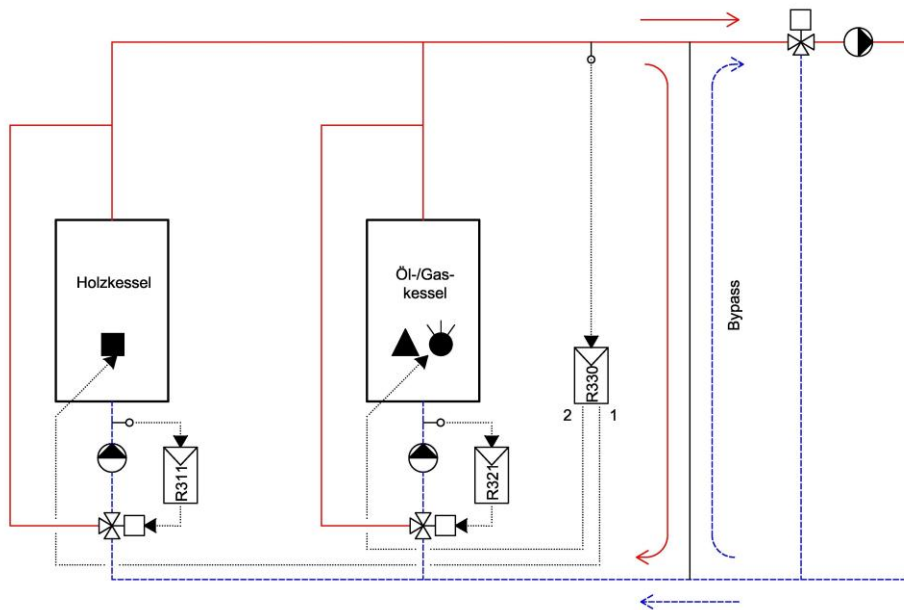 Holzkessel
Öl-/Gas-
kessel
Bypass
R330
2
1
R311
R321